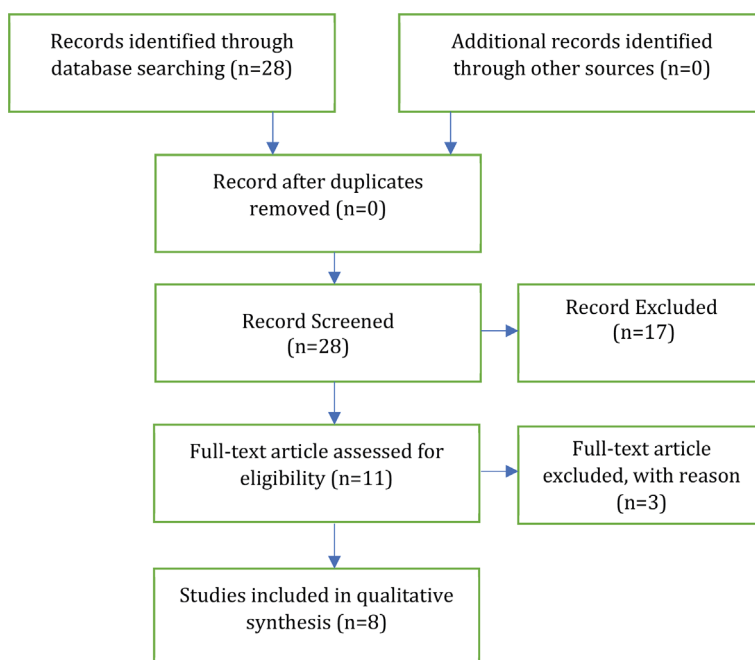 Records identified through
database searching (n=28)
Additional records identified
through other sources (n=0)
Record after duplicates
removed (n=0)
Record Screened
(n=28)
Record Excluded
(n=17)
Full-text article assessed for
eligibility (n=11)
Full-text article
excluded, with reason
(n=3)
Studies included in qualitative
synthesis (n=8)